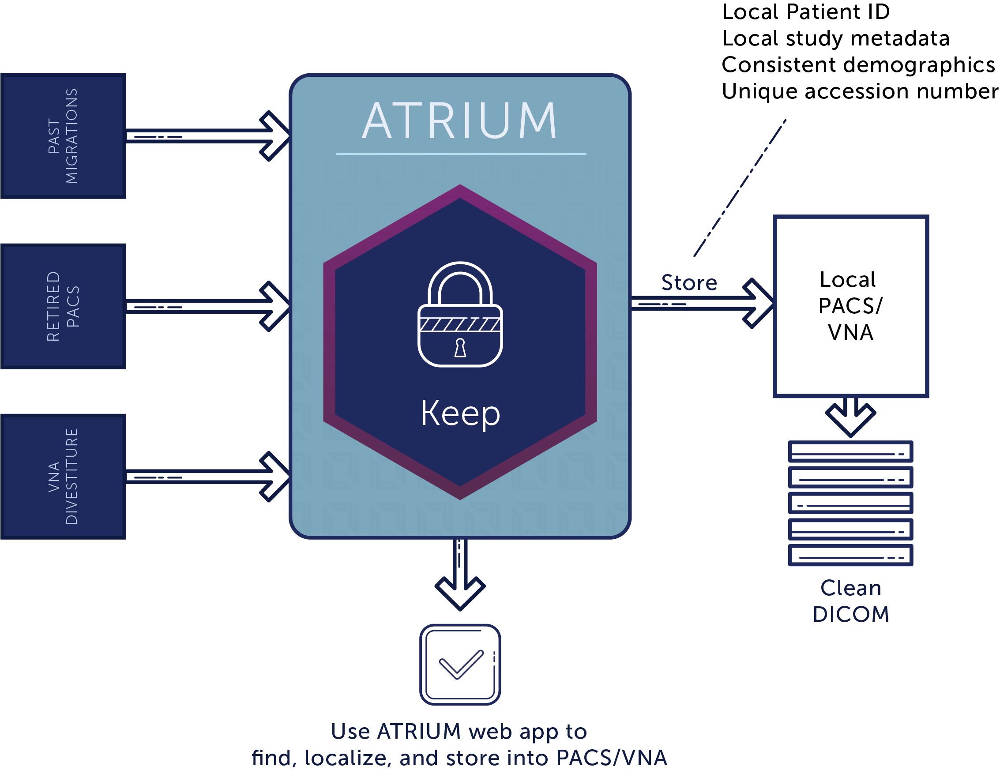 Local Patient ID
Local study metadata
Consistent demographics
Unique accession number
PAST
MIGRATIONS
RETIRED
PACS
VNA
DIVESTITURE
ATRIUM
Keep
Store
Local
PACS/
VNA
Clean
DICOM
Use ATRIUM web app to
find, localize, and store into PACS/VNA